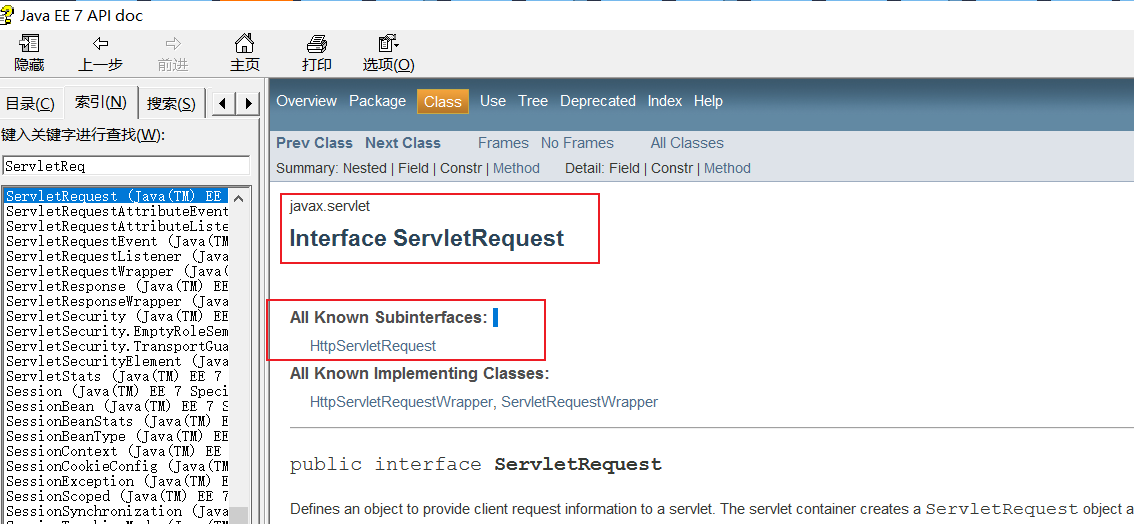 Java EE 7 API doc
隐藏 上一步 前进 主页 打印 选项(O)
目录(C) 索引(N) 搜索(S)
键入关键字进行查找(W):
ServletReq
ServletRequest (Java(TM) EE
ServletRequestAttributeEvent
ServletRequestAttributeListe
ServletRequestEvent (Java(TM
ServletRequestListener (Java
ServletRequestWrapper (Java(
ServletResponse (Java(TM) EE
ServletResponseWrapper (Java
ServletSecurity (Java(TM) EE
ServletSecurity.EmptyRoleSem
ServletSecurity.TransportGua
ServletSecurityElement (Java
ServletStats (Java(TM) EE 7
Session (Java(TM) EE 7 Speci
SessionBean (Java(TM) EE 7 S
SessionBeanStats (Java(TM) E
SessionBeanType (Java(TM) EE
SessionContext (Java(TM) EE
SessionCookieConfig (Java(TM
SessionException (Java(TM) E
SessionScoped (Java(TM) EE 7
SessionSynchronization (Java
Overview Package Class Use Tree Deprecated Index Help
Prev Class Next Class Frames No Frames All Classes
Summary: Nested | Field | Constr | Method Detail: Field | Constr | Method
javax.servlet
Interface ServletRequest
All Known Subinterfaces:
HttpServletRequest
All Known Implementing Classes:
HttpServletRequestWrapper, ServletRequestWrapper
public interface ServletRequest
Defines an object to provide client request information to a servlet. The servlet container creates a ServletRequest object a